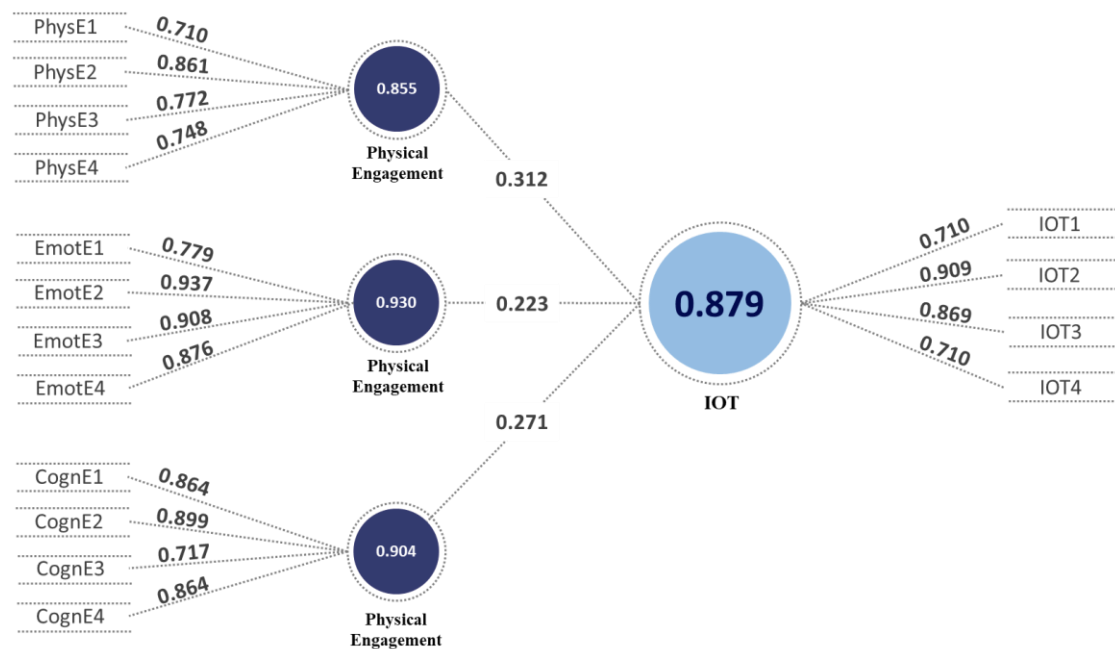 PhysE1
0.710
PhysE2
0.861
PhysE3
0.772
PhysE4
0.748
0.855
Physical
Engagement
0.312
EmotE1
0.779
EmotE2
0.937
EmotE3
0.908
EmotE4
0.876
0.930
Physical
Engagement
0.223
CognE1
0.864
CognE2
0.899
CognE3
0.717
CognE4
0.864
0.904
Physical
Engagement
0.271
0.879
IOT
0.710
IOT1
0.909
IOT2
0.869
IOT3
0.710
IOT4